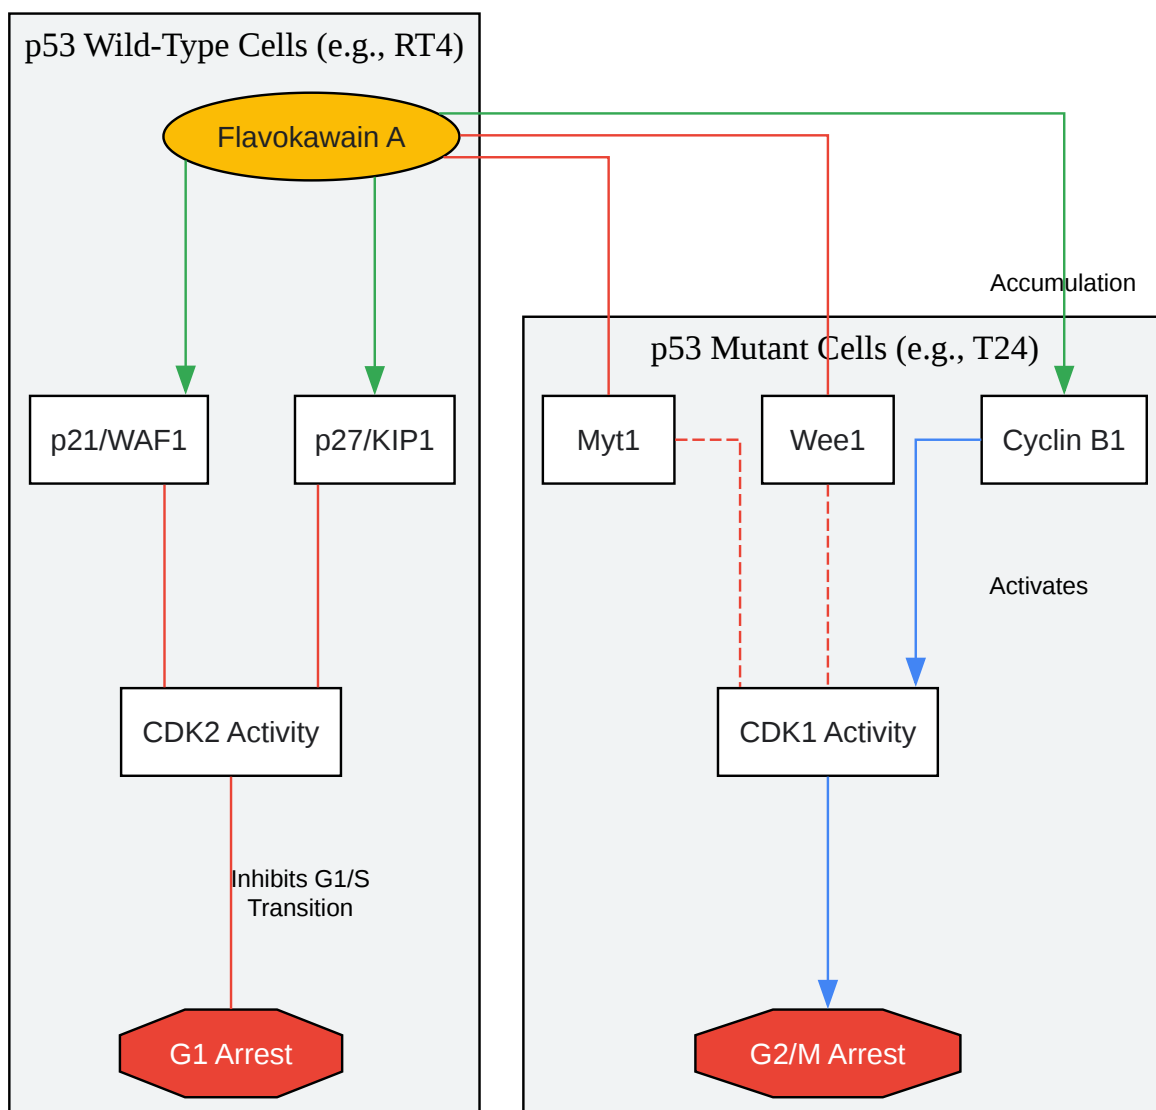 p53 Wild-Type Cells (e.g., RT4)
Flavokawain A
Accumulation
p53 Mutant Cells (e.g., T24)
p21/WAF1
p27/KIP1
Myt1
Wee1
Cyclin B1
Activates
CDK2 Activity
CDK1 Activity
Inhibits G1/S
Transition
G1 Arrest
G2/M Arrest